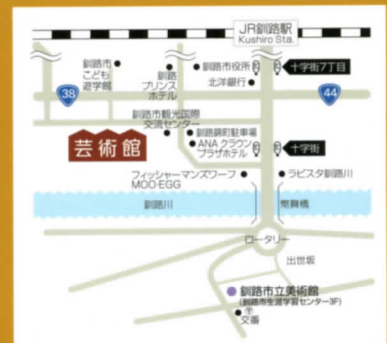 JR釧路駅
Kushiro Sta.
釧路市
こども
遊学館
釧路
プリンス
ホテル
釧路市役所
十字街7丁目
北洋銀行
38
44
釧路市観光国際
交流センター
芸術館
釧路錦町駐車場
ANA クラウン
プラザホテル
十字街
フィッシャーマンズワーフ
MOO・EGG
ラビスタ釧路川
釧路川
幣舞橋
ロータリー
出世坂
釧路市立美術館
(釧路市生涯学習センター3F)
交番